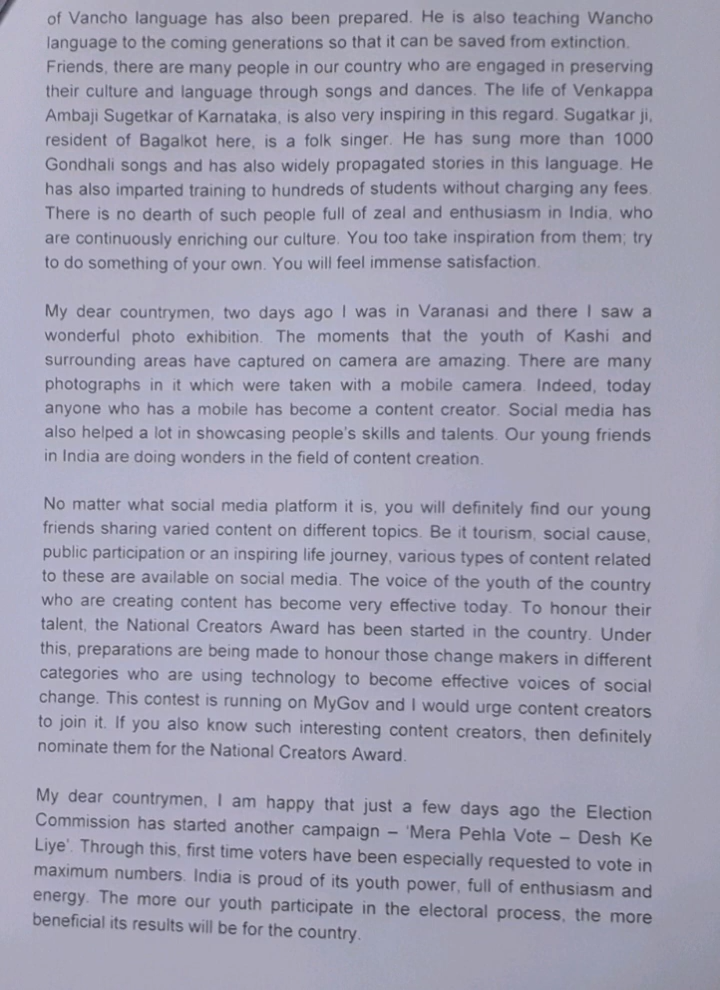 of Vancho language has also been prepared. He is also teaching Wancho
language to the coming generations so that it can be saved from extinction.
Friends, there are many people in our country who are engaged in preserving
their culture and language through songs and dances. The life of Venkappa
Ambaji Sugetkar of Karnataka, is also very inspiring in this regard. Sugatkar ji,
resident of Bagalkot here, is a folk singer. He has sung more than 1000
Gondhali songs and has also widely propagated stories in this language. He
has also imparted training to hundreds of students without charging any fees.
There is no dearth of such people full of zeal and enthusiasm in India, who
are continuously enriching our culture. You too take inspiration from them; try
to do something of your own. You will feel immense satisfaction.

My dear countrymen, two days ago I was in Varanasi and there I saw a
wonderful photo exhibition. The moments that the youth of Kashi and
surrounding areas have captured on camera are amazing. There are many
photographs in it which were taken with a mobile camera. Indeed, today
anyone who has a mobile has become a content creator. Social media has
also helped a lot in showcasing people's skills and talents. Our young friends
in India are doing wonders in the field of content creation.

No matter what social media platform it is, you will definitely find our young
friends sharing varied content on different topics. Be it tourism, social cause,
public participation or an inspiring life journey, various types of content related
to these are available on social media. The voice of the youth of the country
who are creating content has become very effective today. To honour their
talent, the National Creators Award has been started in the country. Under
this, preparations are being made to honour those change makers in different
categories who are using technology to become effective voices of social
change. This contest is running on MyGov and I would urge content creators
to join it. If you also know such interesting content creators, then definitely
nominate them for the National Creators Award.

My dear countrymen, I am happy that just a few days ago the Election
Commission has started another campaign – 'Mera Pehla Vote – Desh Ke
Liye'. Through this, first time voters have been especially requested to vote in
maximum numbers. India is proud of its youth power, full of enthusiasm and
energy. The more our youth participate in the electoral process, the more
beneficial its results will be for the country.